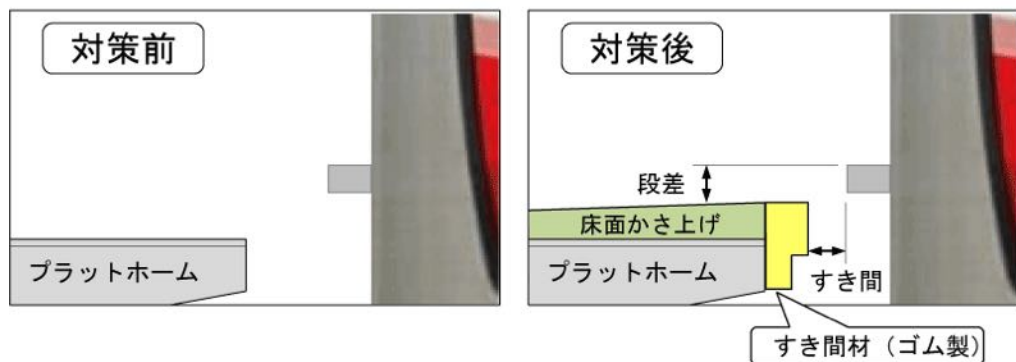 対策前
プラットホーム
対策後
段差
床面かさ上げ
プラットホーム
すき間
すき間材（ゴム製）